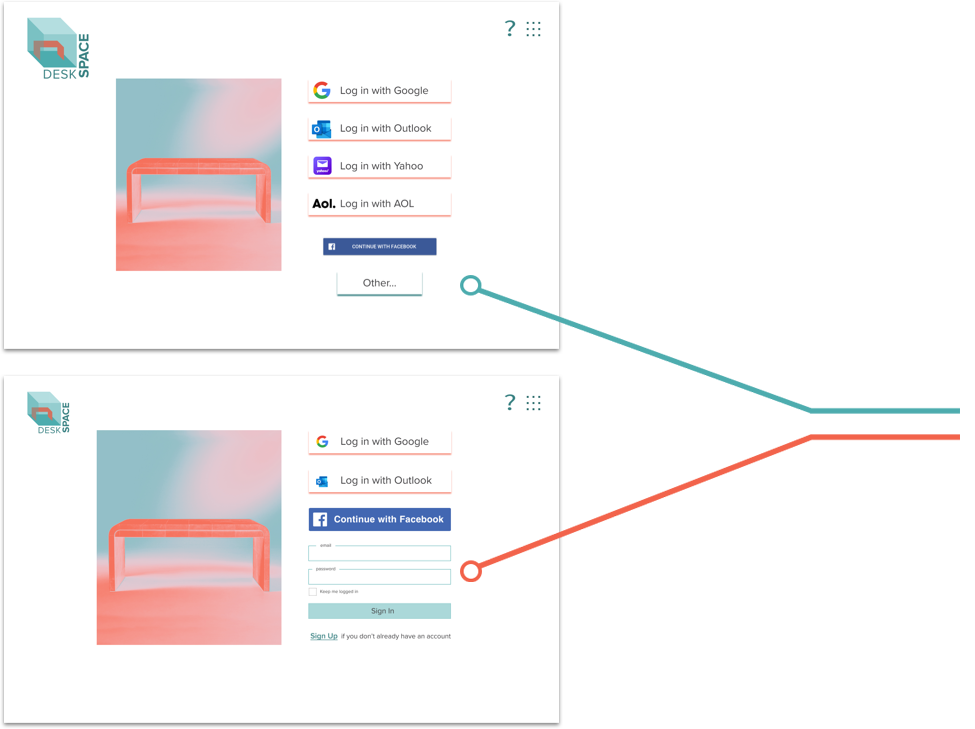 ?
DESK SPACE
Log in with Google
Log in with Outlook
Log in with Yahoo
yahoo!
Aol. Log in with AOL
CONTINUE WITH FACEBOOK
Other...
?
DESK SPACE
Log in with Google
Log in with Outlook
Continue with Facebook
email
password
Keep me logged in
Sign In
Sign Up if you don't already have an account